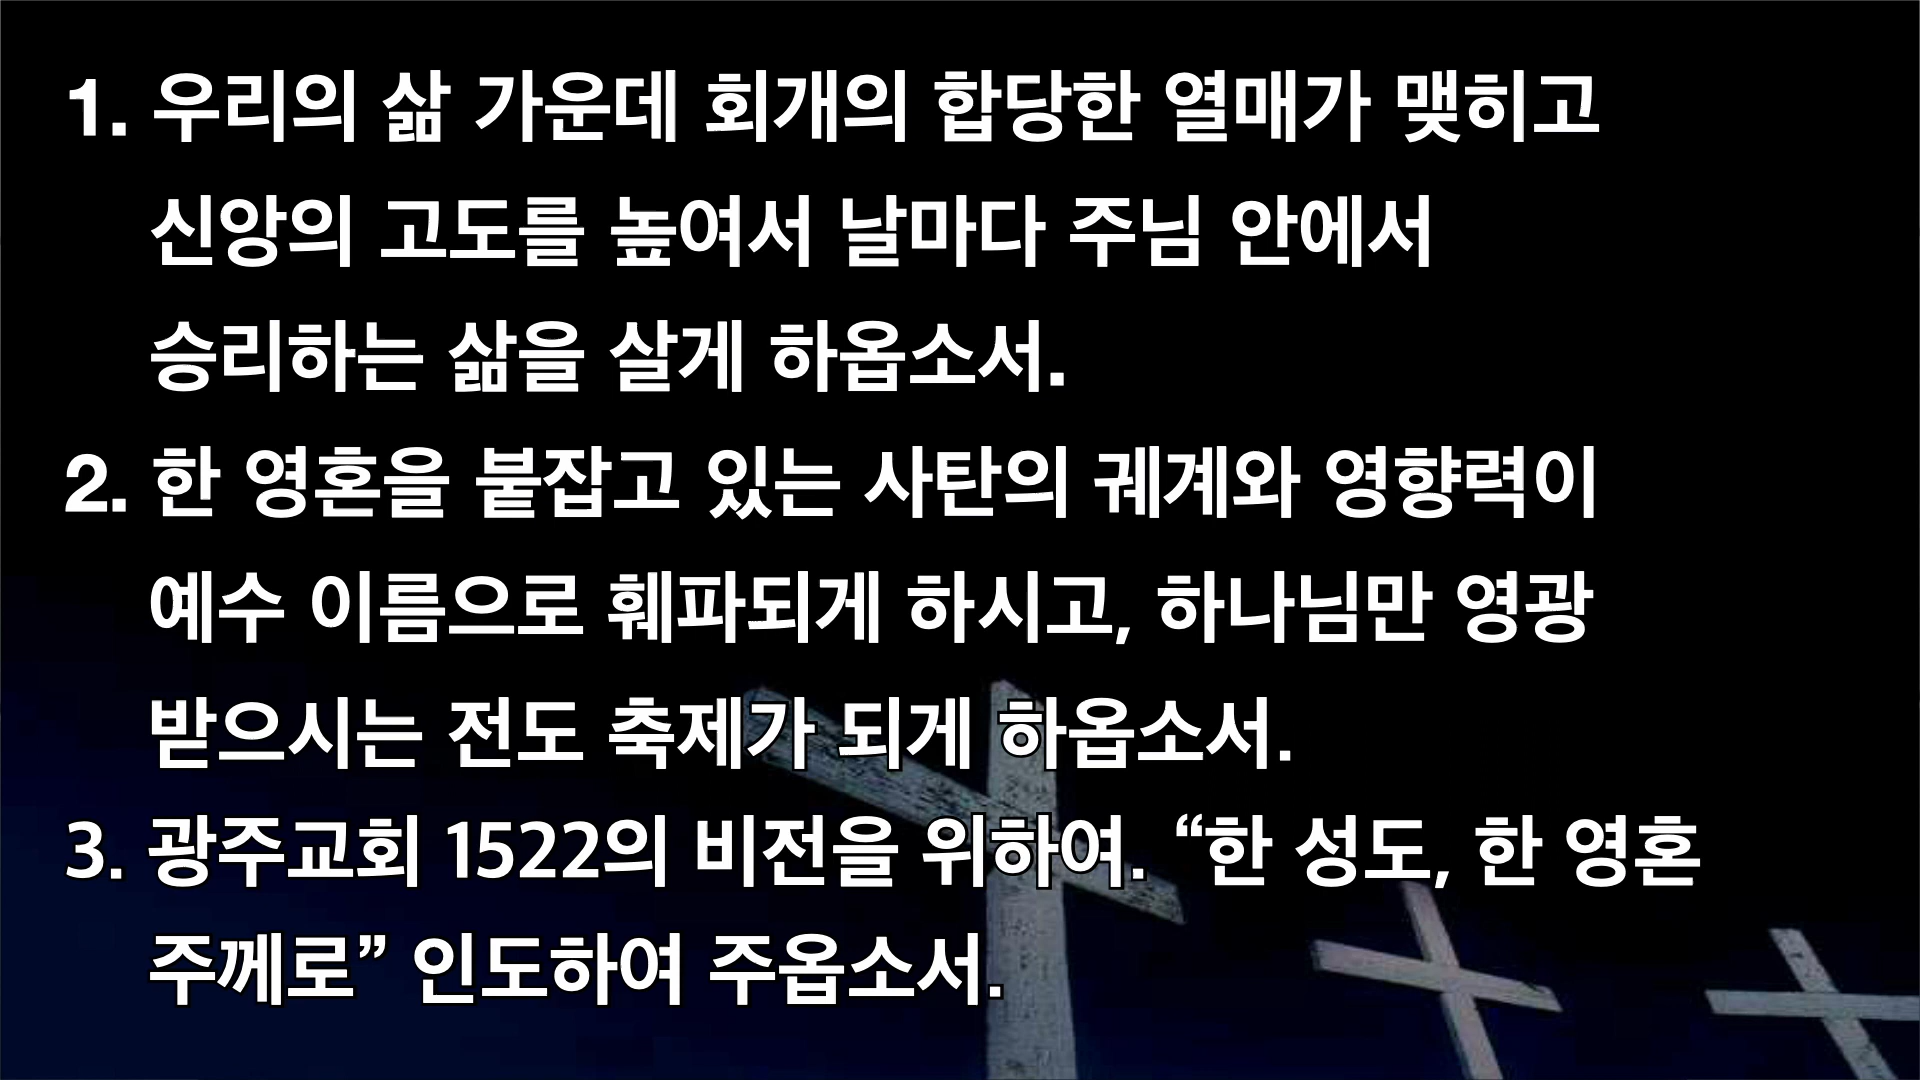 1. 우리의 삶 가운데 회개의 합당한 열매가 맺히고
신앙의 고도를 높여서 날마다 주님 안에서
승리하는 삶을 살게 하옵소서.
2. 한 영혼을 붙잡고 있는 사탄의 궤계와 영향력이
예수 이름으로 훼파되게 하시고, 하나님만 영광
받으시는 전도 축제가 되게 하옵소서.
3. 광주교회 1522의 비전을 위하여. “한 성도, 한 영혼
주께로” 인도하여 주옵소서.